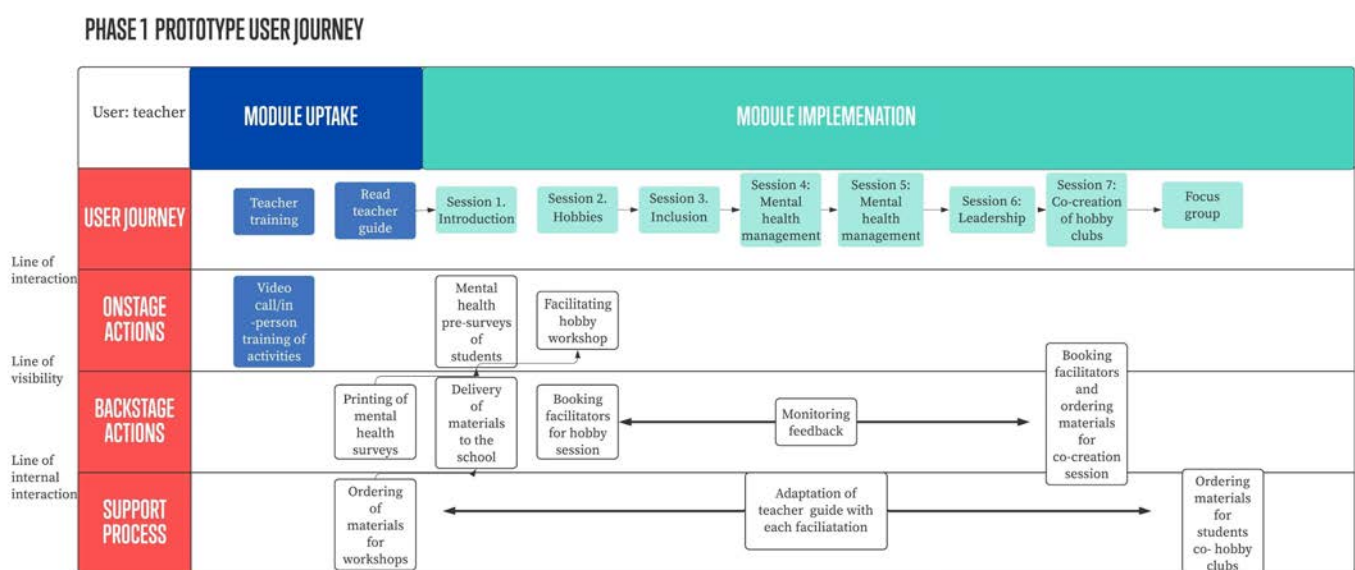 PHASE 1 PROTOTYPE USER JOURNEY
User: teacher
MODULE UPTAKE
MODULE IMPLEMENATION
USER JOURNEY
Teacher
training
Read
teacher
guide
Session 1.
Introduction
Session 2.
Hobbies
Session 3.
Inclusion
Session 4:
Mental
health
management
Session 5:
Mental
health
management
Session 6:
Leadership
Session 7:
Co-creation
of hobby
clubs
Focus
group
Line of
interaction
ONSTAGE
ACTIONS
Video
call/in
-person
training of
activities
Mental
health
pre-surveys
of
students
Facilitating
hobby
workshop
Line of
visibility
BACKSTAGE
ACTIONS
Printing of
mental
health
surveys
Delivery
of
materials
to the
school
Booking
facilitators
for hobby
session
Monitoring
feedback
Booking
facilitators
and
ordering
materials
for
co-creation
session
Line of
internal
interaction
SUPPORT
PROCESS
Ordering
of
materials
for
workshops
Adaptation of
teacher guide with
each faciliatation
Ordering
materials
for
students
co- hobby
clubs